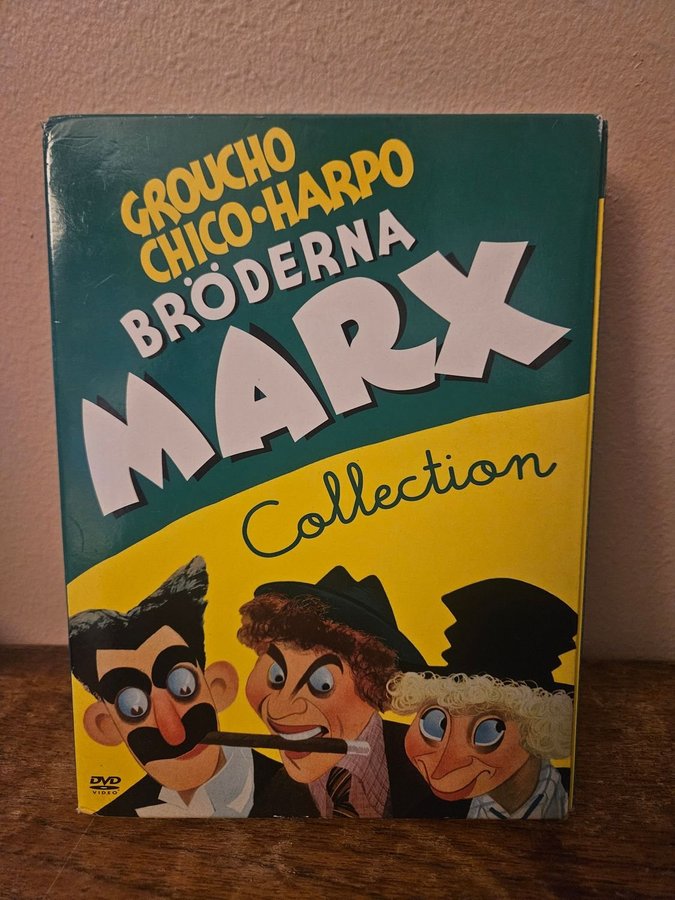 GROUCHO
CHICO•HARPO
BRÖDERNA
MARX
Collection
DVD
VIDEO